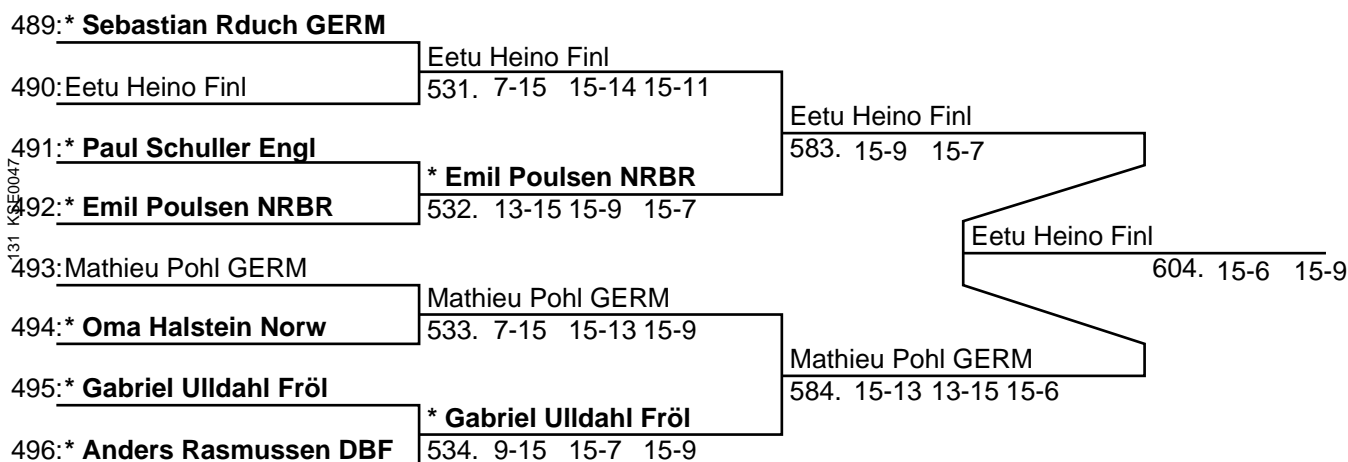 489:* Sebastian Rduch GERM
490:Eetu Heino Finl
491:* Paul Schuller Engl
492:* Emil Poulsen NRBR
493:Mathieu Pohl GERM
494:* Oma Halstein Norw
495:* Gabriel Ulldahl Fröl
496:* Anders Rasmussen DBF
131 KSE0047
Eetu Heino Finl
531. 7-15 15-14 15-11
* Emil Poulsen NRBR
532. 13-15 15-9 15-7
Mathieu Pohl GERM
533. 7-15 15-13 15-9
* Gabriel Ulldahl Fröl
534. 9-15 15-7 15-9
Eetu Heino Finl
583. 15-9 15-7
Mathieu Pohl GERM
584. 15-13 13-15 15-6
Eetu Heino Finl
604. 15-6 15-9